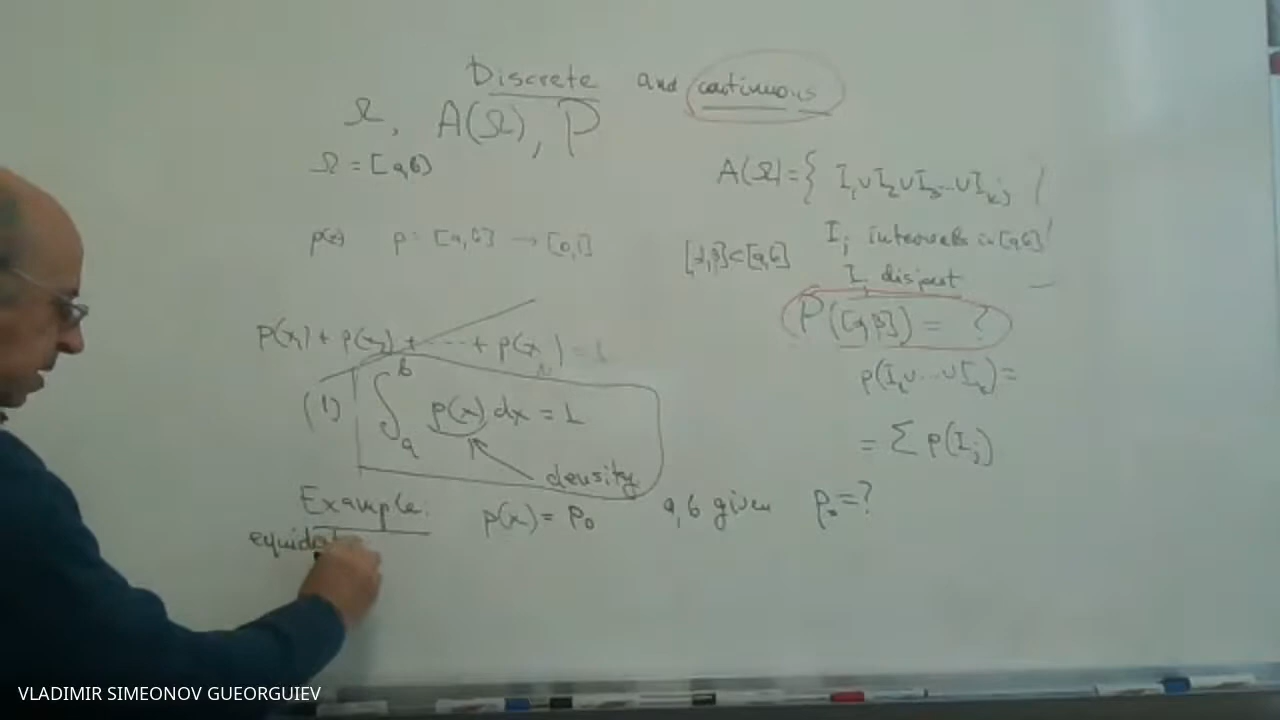 Discrete and continuous
Ω, A(Ω), P
Ω = [a,b]
A(Ω) = { I₁ ∪ I₂ ∪ I₃ ... ∪ Iₖ;
Iⱼ intervals in [a,b]
Iⱼ disjoint
p(x) p: [a,b] → [0,1]
[α,β] ⊂ [a,b]
P([α,β]) = ?
p(x₁) + p(x₂) + ... + p(x_N) = 1
p(I₁ ∪ ... ∪ Iₖ) =
= Σ p(Iⱼ)
(1) ∫ₐᵇ p(x) dx = 1
density
Example: p(x) = p₀ a,b given p₀ = ?
VLADIMIR SIMEONOV GUEORGUIEV